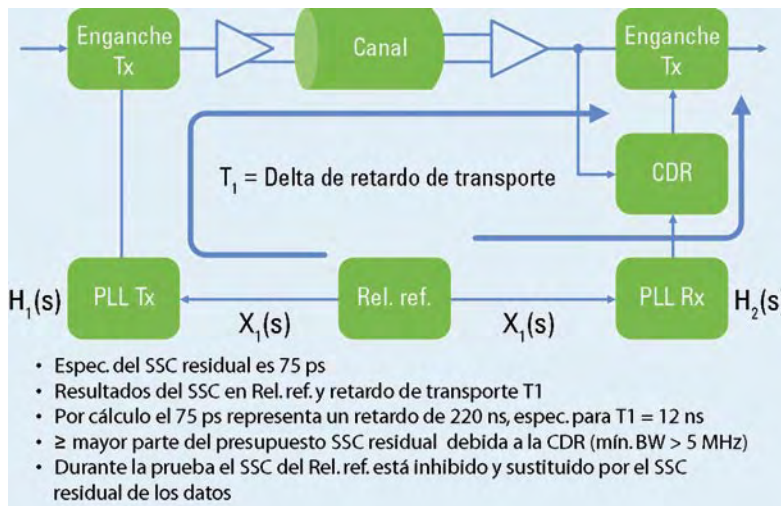 Enganche
Tx
Canal
Enganche
Tx
T₁ = Delta de retardo de transporte
CDR
H₁(s)
PLL Tx
Rel. ref.
PLL Rx
H₂(s)
X₁(s)
X₁(s)
• Espec. del SSC residual es 75 ps
• Resultados del SSC en Rel. ref. y retardo de transporte T1
• Por cálculo el 75 ps representa un retardo de 220 ns, espec. para T1 = 12 ns
• ≥ mayor parte del presupuesto SSC residual debida a la CDR (mín. BW > 5 MHz)
• Durante la prueba el SSC del Rel. ref. está inhibido y sustituido por el SSC
residual de los datos